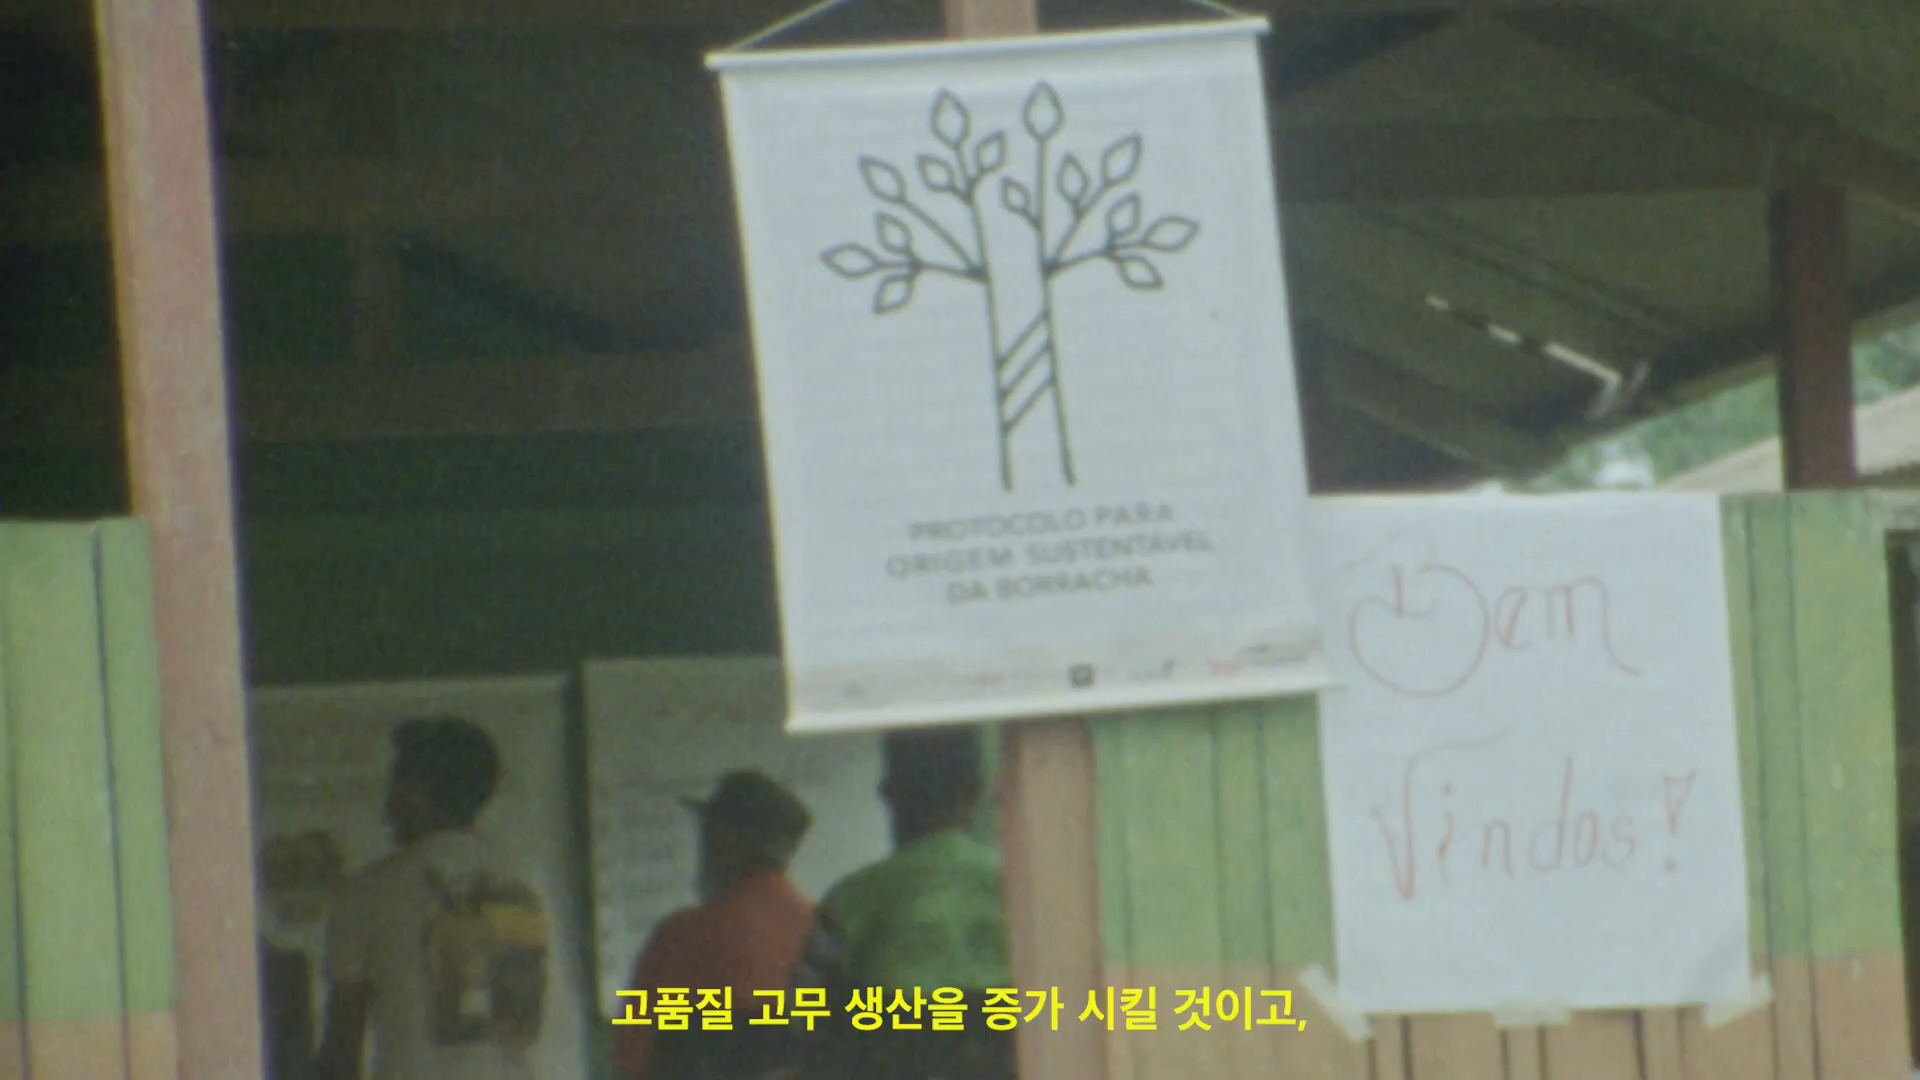 PROTOCOLO PARA
ORIGEM SUSTENTÁVEL
DA BORRACHA
Bem
Vindos!
고품질 고무 생산을 증가 시킬 것이고,